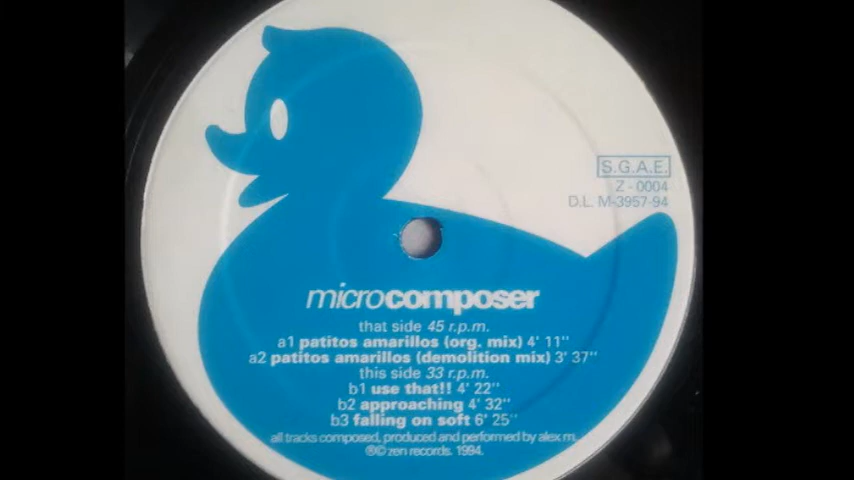 S.G.A.E.
Z - 0004
D.L. M-3957-94
microcomposer
that side 45 r.p.m.
a1 patitos amarillos (org. mix) 4' 11''
a2 patitos amarillos (demolition mix) 3' 37''
this side 33 r.p.m.
b1 use that!! 4' 22''
b2 approaching 4' 32''
b3 falling on soft 6' 25''
all tracks composed, produced and performed by alex m.
®© zen records. 1994.